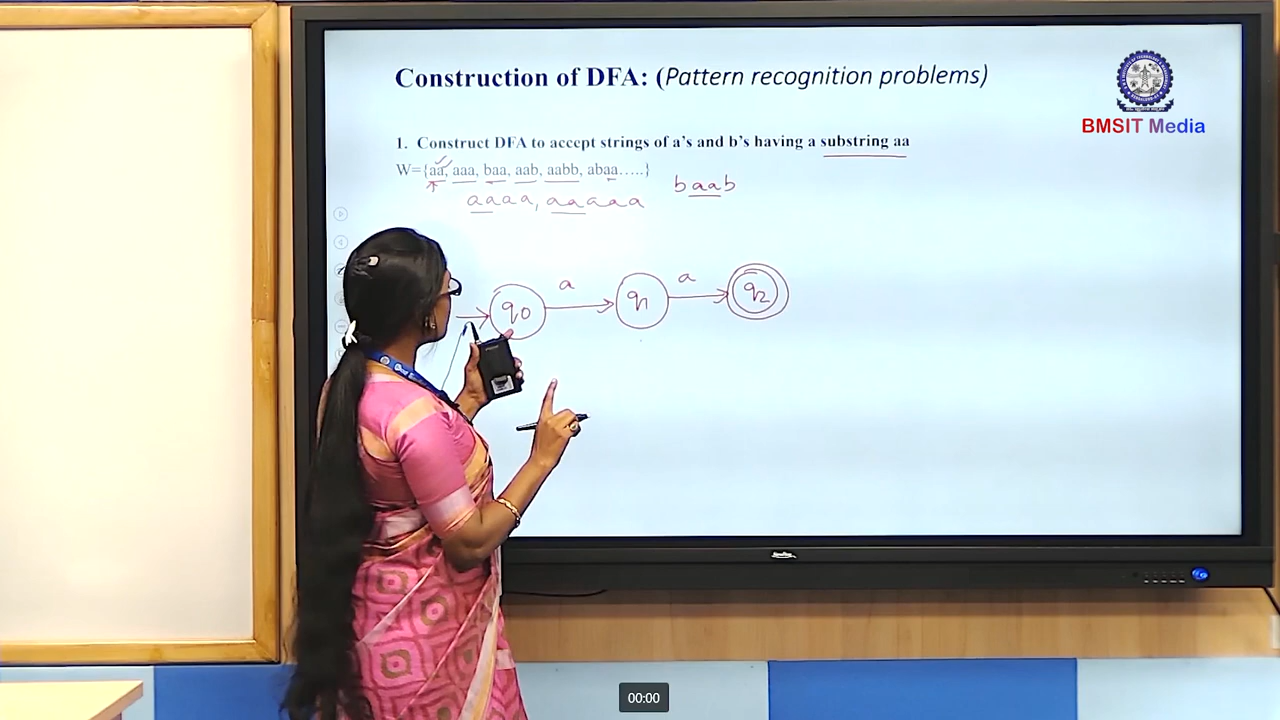 Construction of DFA: (Pattern recognition problems)
BMSIT Media
1. Construct DFA to accept strings of a's and b's having a substring aa
W={aa, aaa, baa, aab, aabb, abaa…..}
baab
aaaa, aaaaa
a
a
q0
q1
q2
00:00